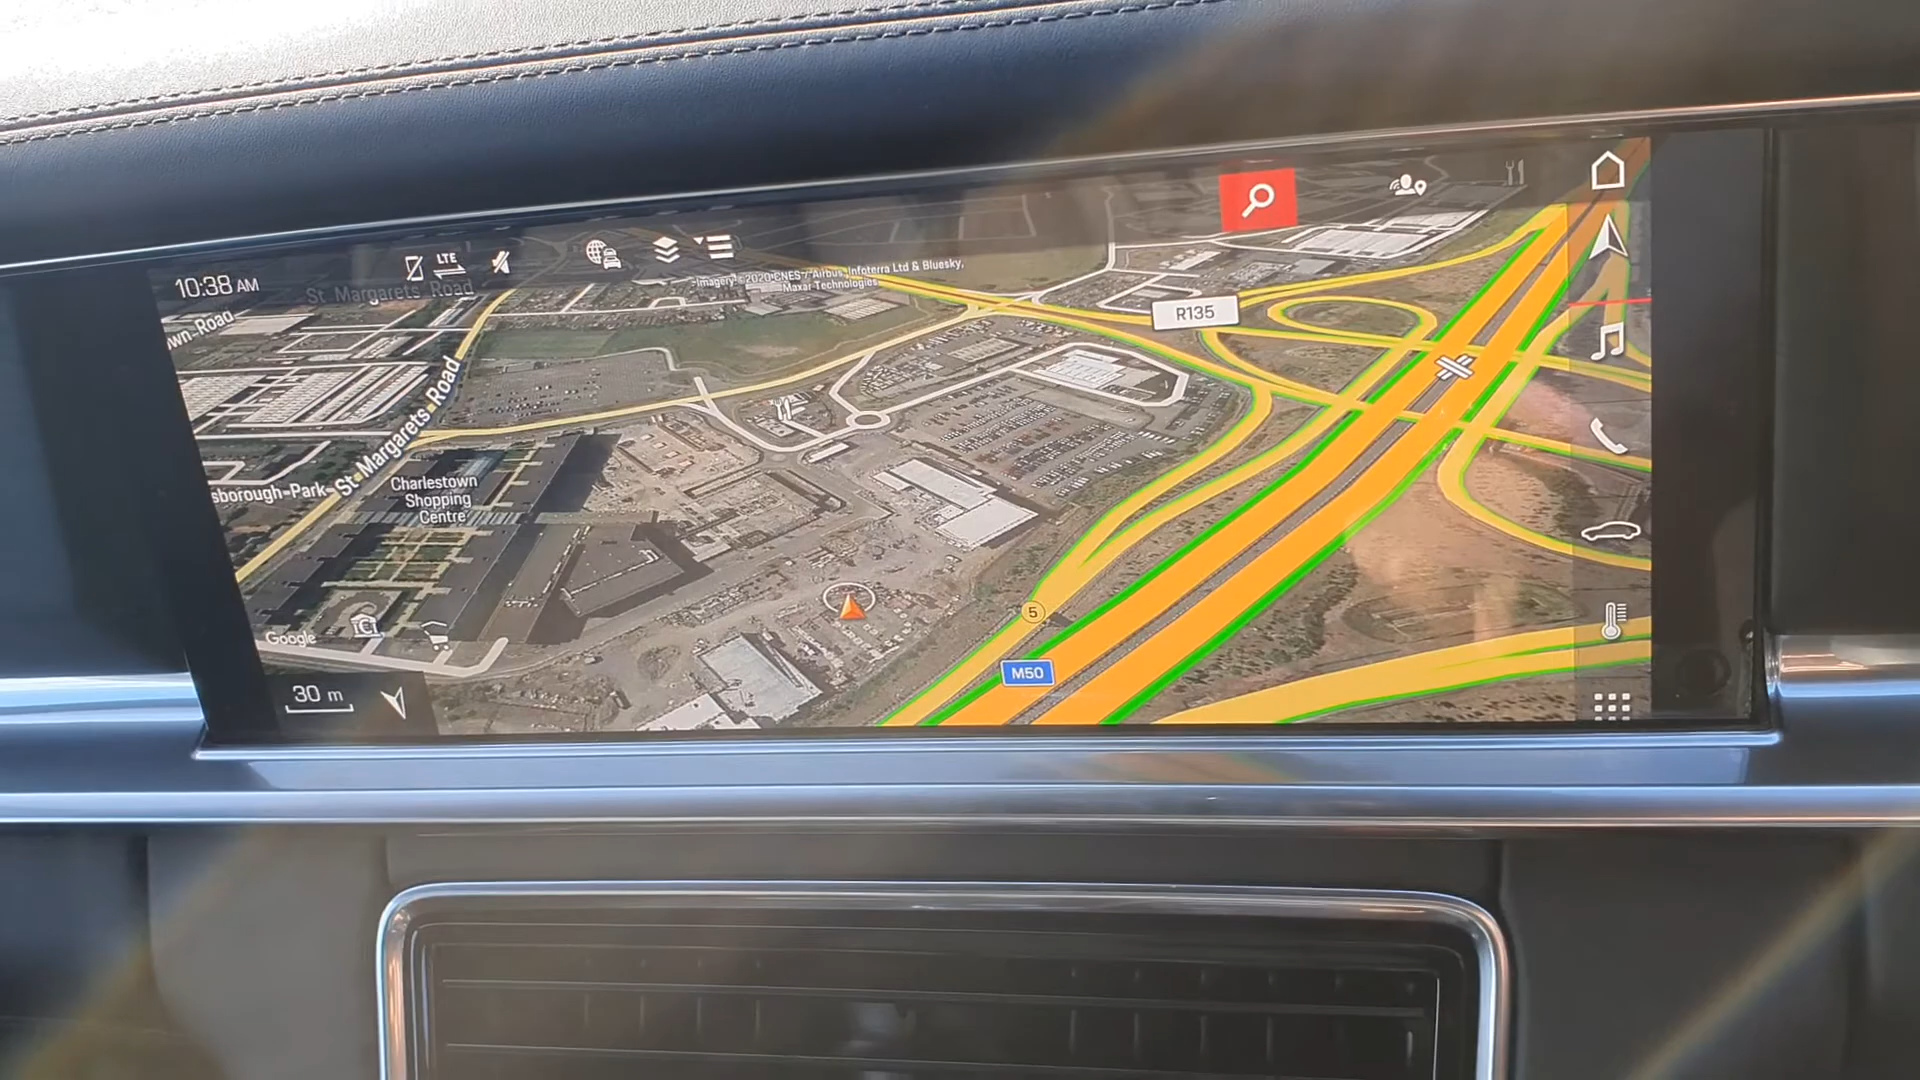 10:38 AM
LTE
St Margarets Road
Imagery ©2020 CNES / Airbus, Infoterra Ltd & Bluesky,
Maxar Technologies
own-Road
R135
St-Margarets-Road
sborough-Park
Charlestown
Shopping
Centre
5
Google
M50
30 m